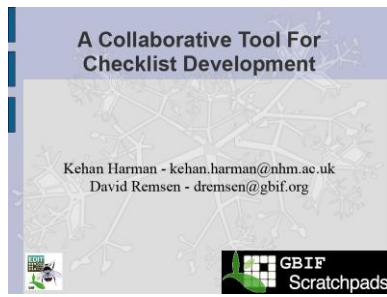 A Collaborative Tool For
Checklist Development
Kehan Harman - kehan.harman@nhm.ac.uk
David Remsen - dremsen@gbif.org
EDIT
GBIF
Scratchpads